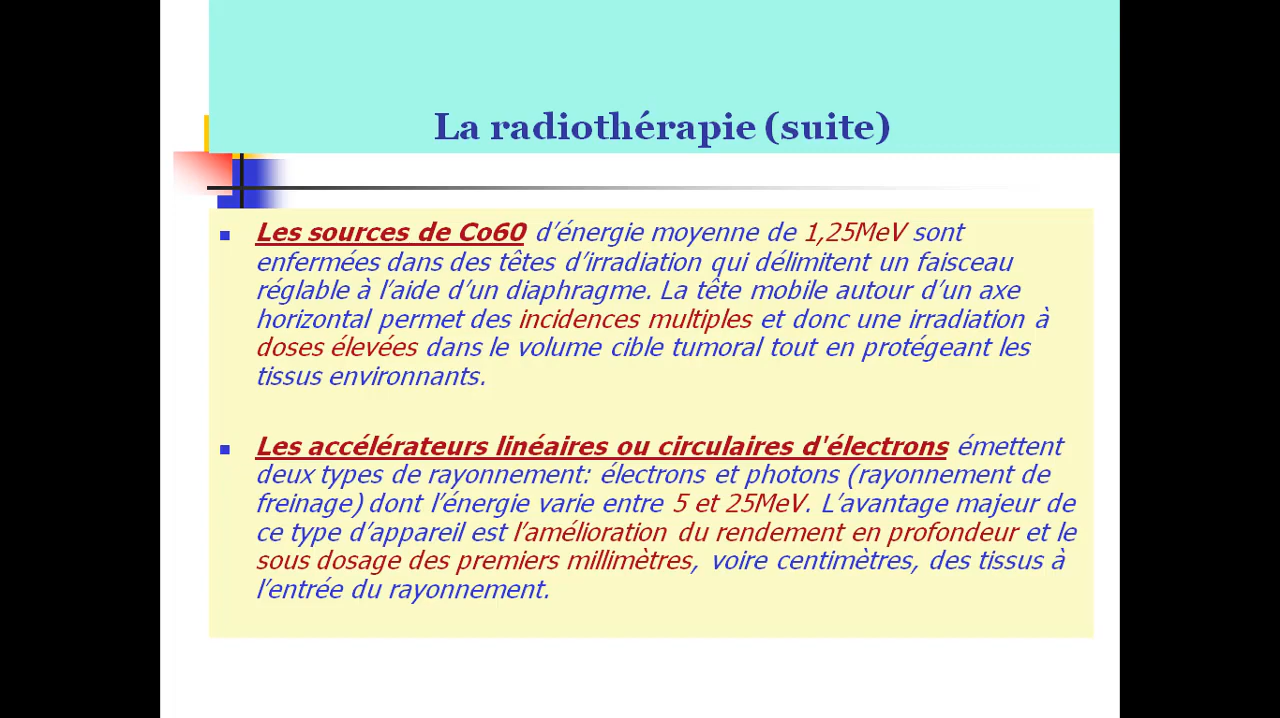 La radiothérapie (suite)
Les sources de Co60 d’énergie moyenne de 1,25MeV sont
enfermées dans des têtes d’irradiation qui délimitent un faisceau
réglable à l’aide d’un diaphragme. La tête mobile autour d’un axe
horizontal permet des incidences multiples et donc une irradiation à
doses élevées dans le volume cible tumoral tout en protégeant les
tissus environnants.
Les accélérateurs linéaires ou circulaires d'électrons émettent
deux types de rayonnement: électrons et photons (rayonnement de
freinage) dont l’énergie varie entre 5 et 25MeV. L’avantage majeur de
ce type d’appareil est l’amélioration du rendement en profondeur et le
sous dosage des premiers millimètres, voire centimètres, des tissus à
l’entrée du rayonnement.